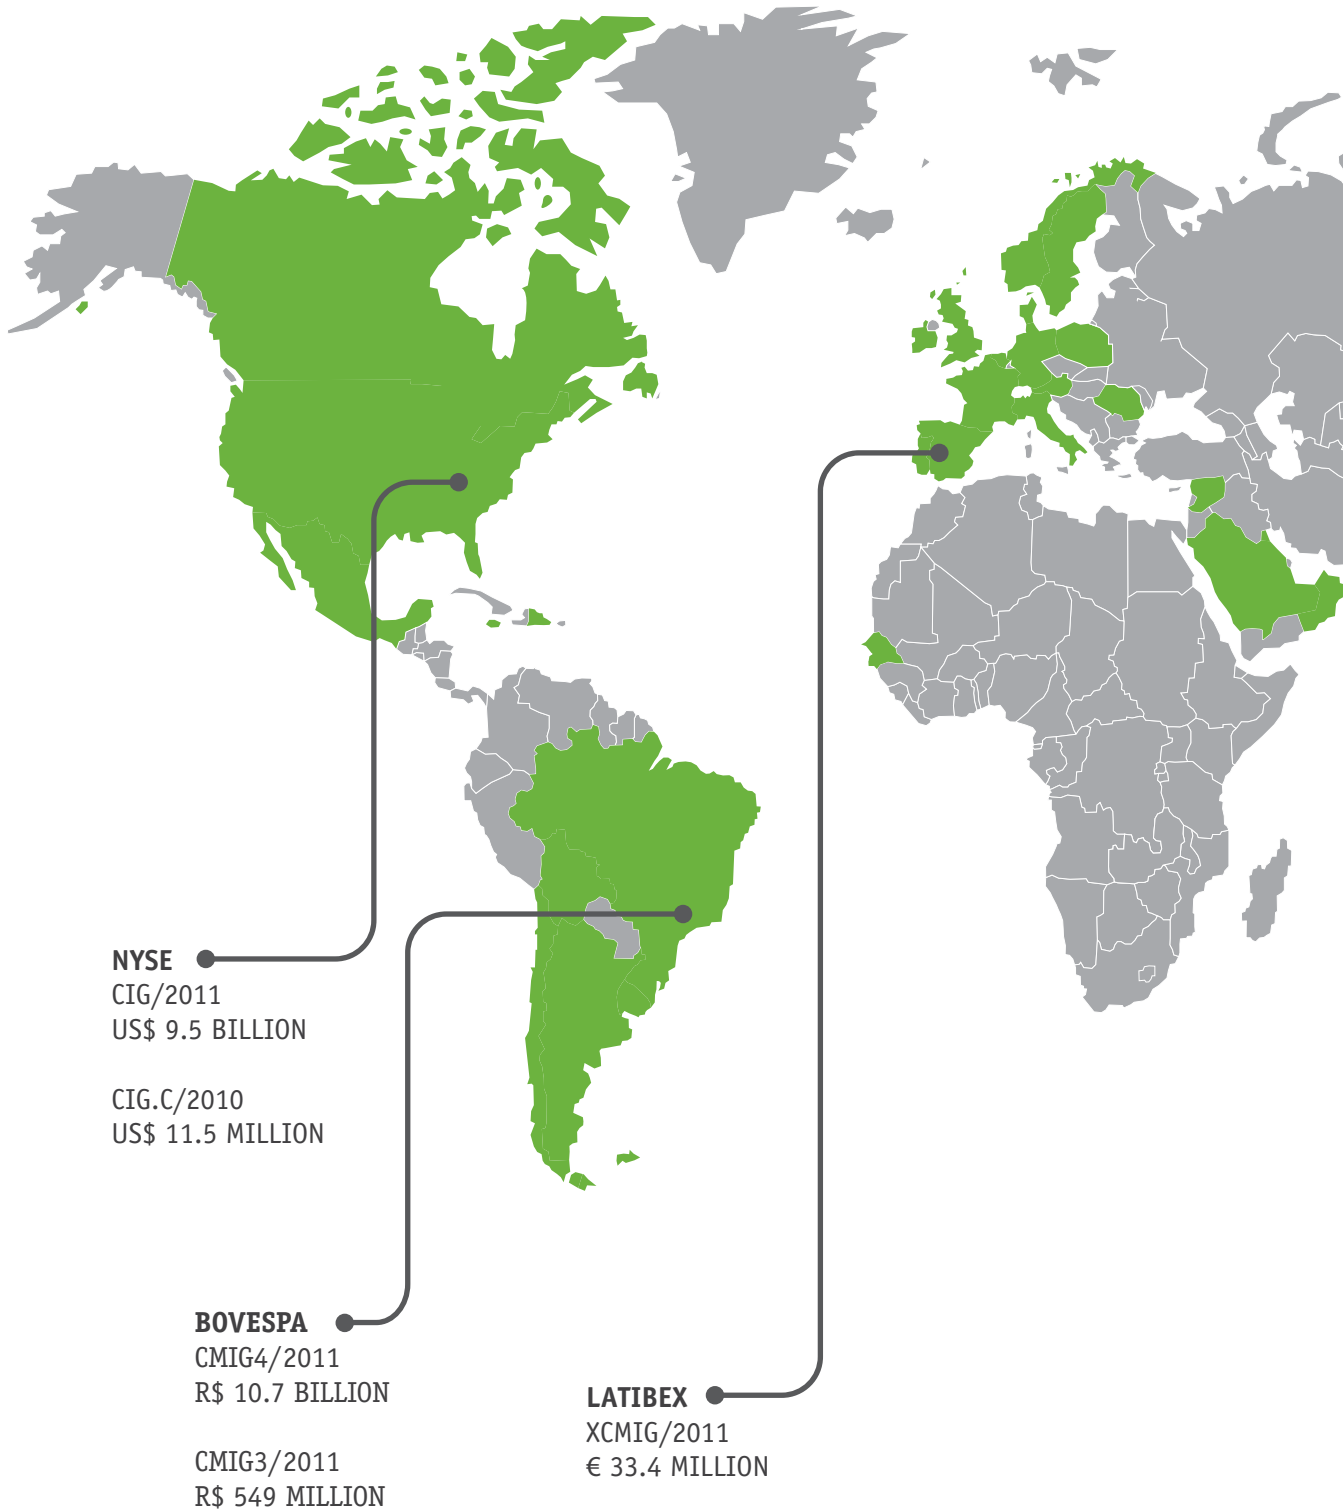 NYSE
CIG/2011
US$ 9.5 BILLION
CIG.C/2010
US$ 11.5 MILLION
BOVESPA
CMIG4/2011
R$ 10.7 BILLION
CMIG3/2011
R$ 549 MILLION
LATIBEX
XCMIG/2011
€ 33.4 MILLION